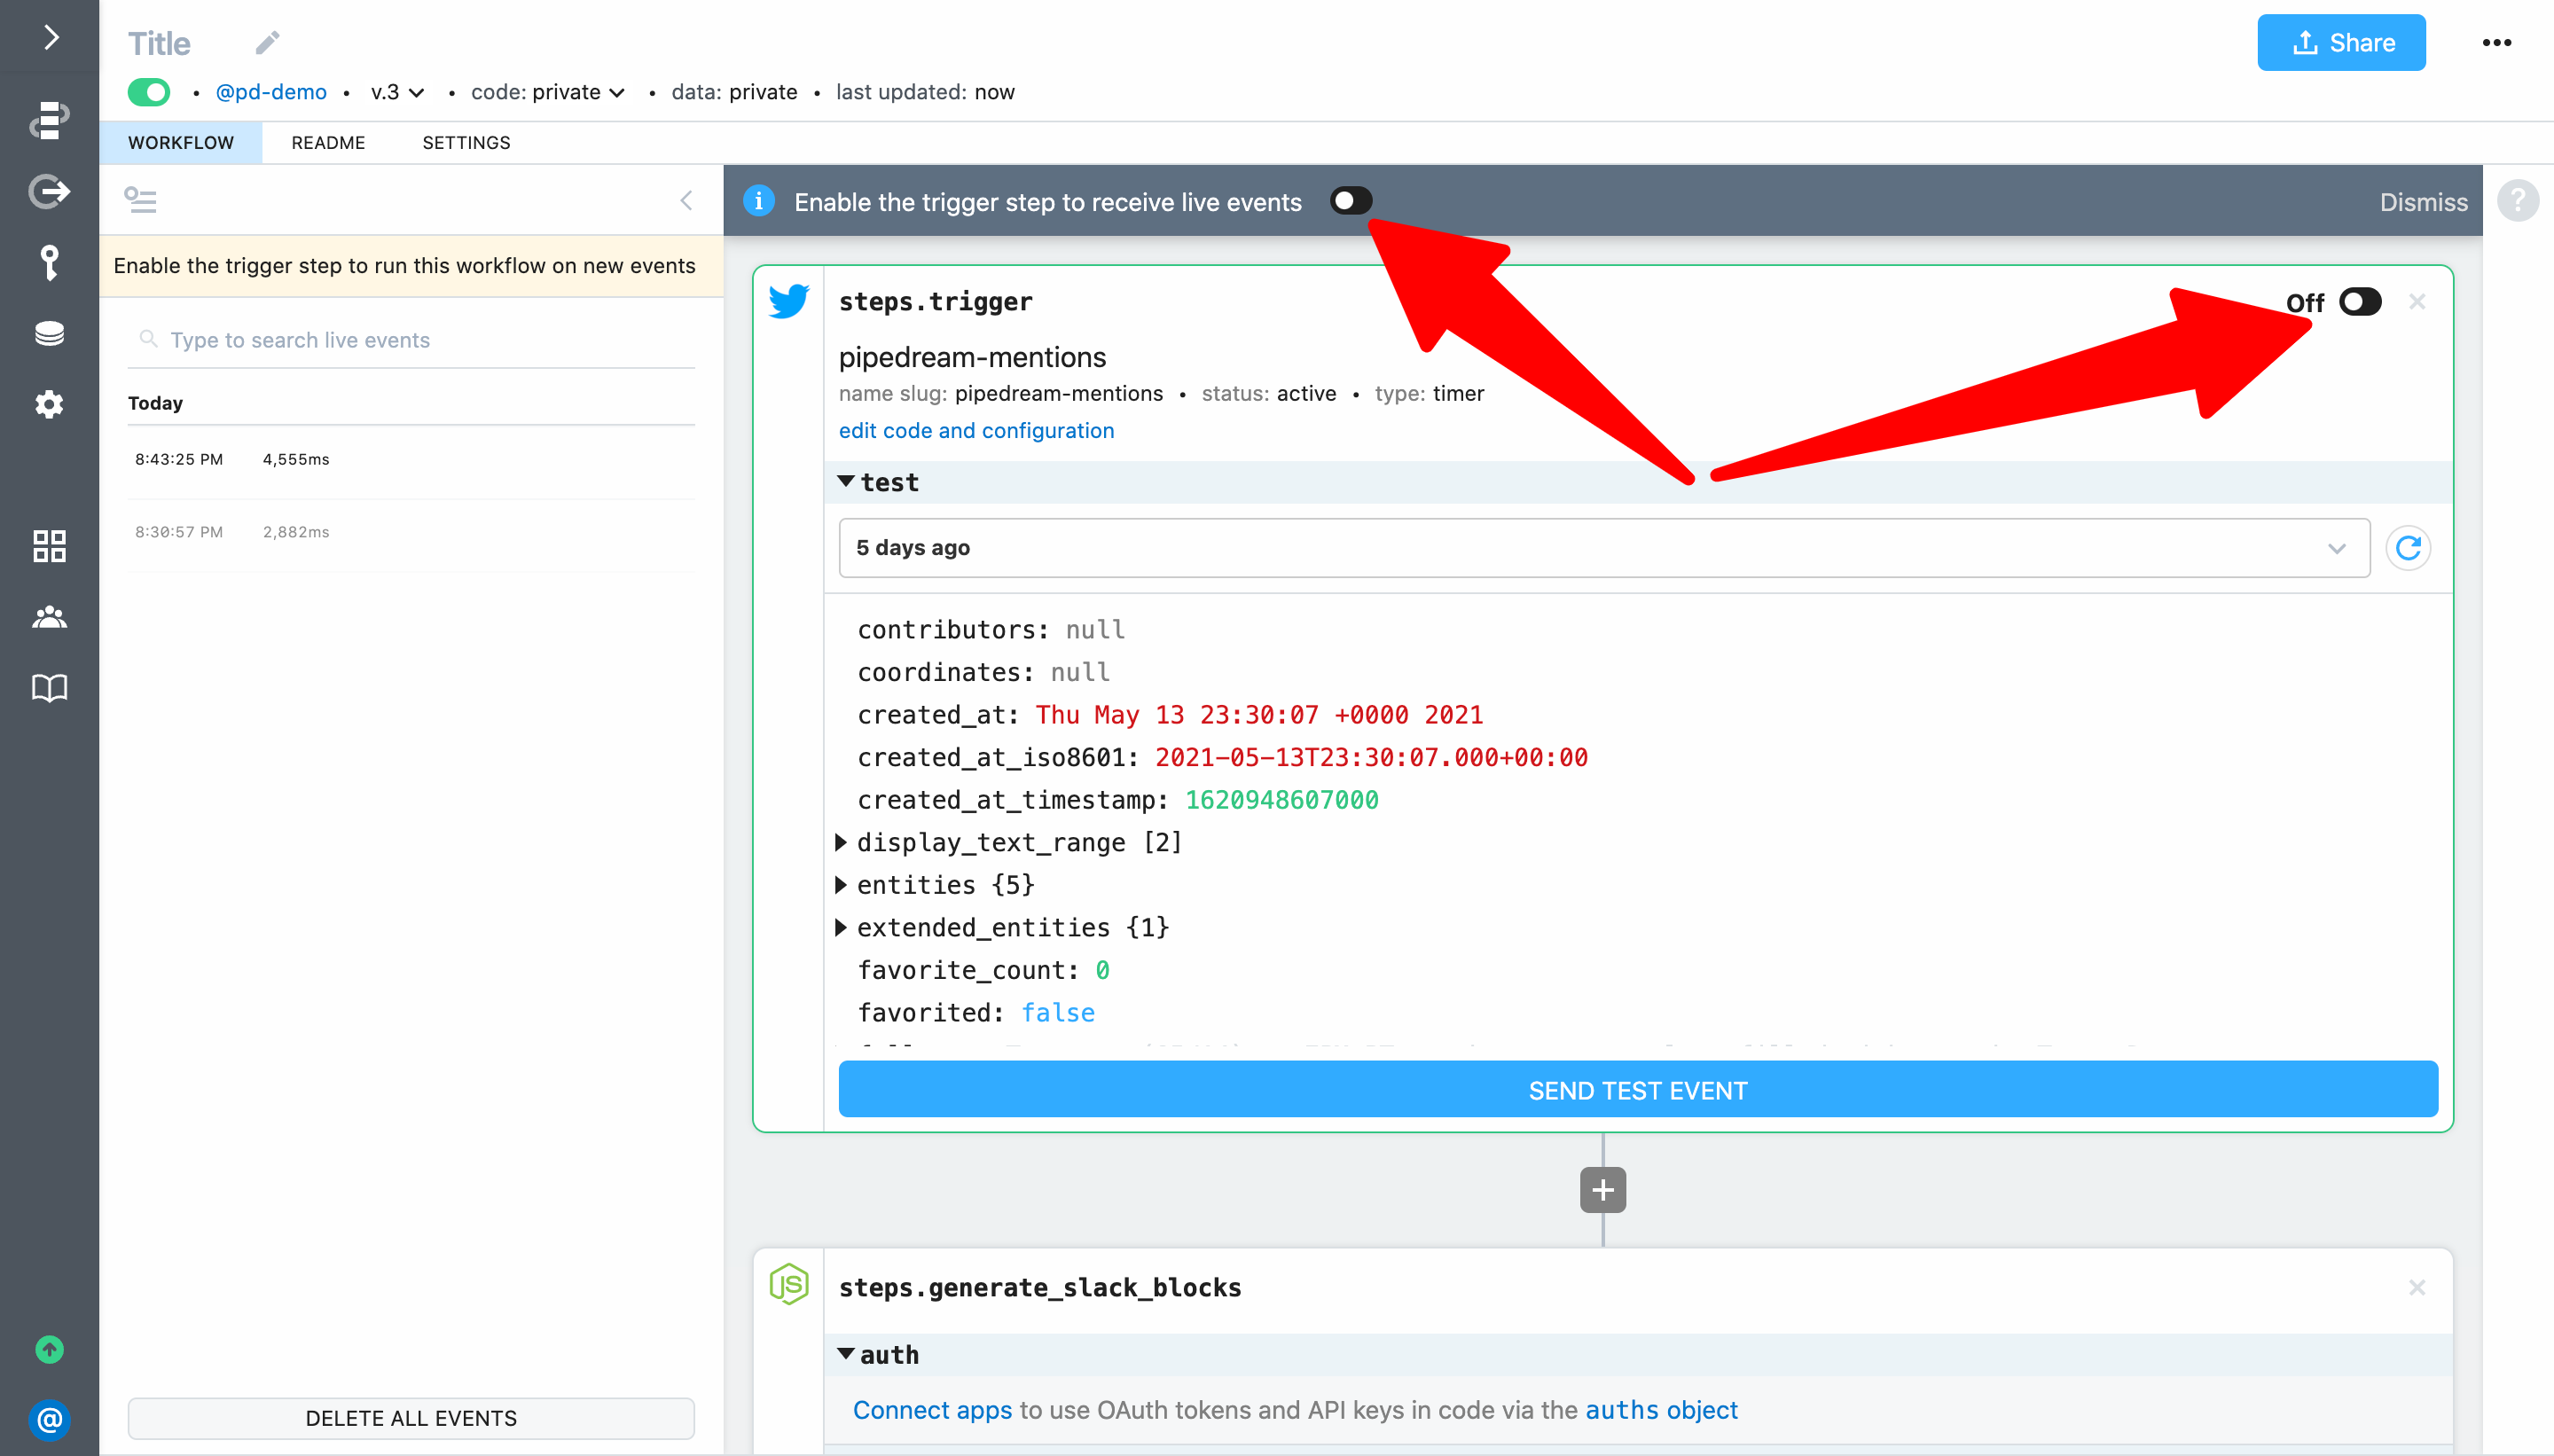 Title
Share
@pd-demo • v.3 • code: private • data: private • last updated: now
WORKFLOW README SETTINGS
Enable the trigger step to receive live events
Dismiss
?
Enable the trigger step to run this workflow on new events
Type to search live events
Today
8:43:25 PM 4,555ms
8:30:57 PM 2,882ms
DELETE ALL EVENTS
steps.trigger
Off
pipedream-mentions
name slug: pipedream-mentions • status: active • type: timer
edit code and configuration
test
5 days ago
contributors: null
coordinates: null
created_at: Thu May 13 23:30:07 +0000 2021
created_at_iso8601: 2021-05-13T23:30:07.000+00:00
created_at_timestamp: 1620948607000
display_text_range [2]
entities {5}
extended_entities {1}
favorite_count: 0
favorited: false
SEND TEST EVENT
JS
steps.generate_slack_blocks
auth
Connect apps to use OAuth tokens and API keys in code via the auths object